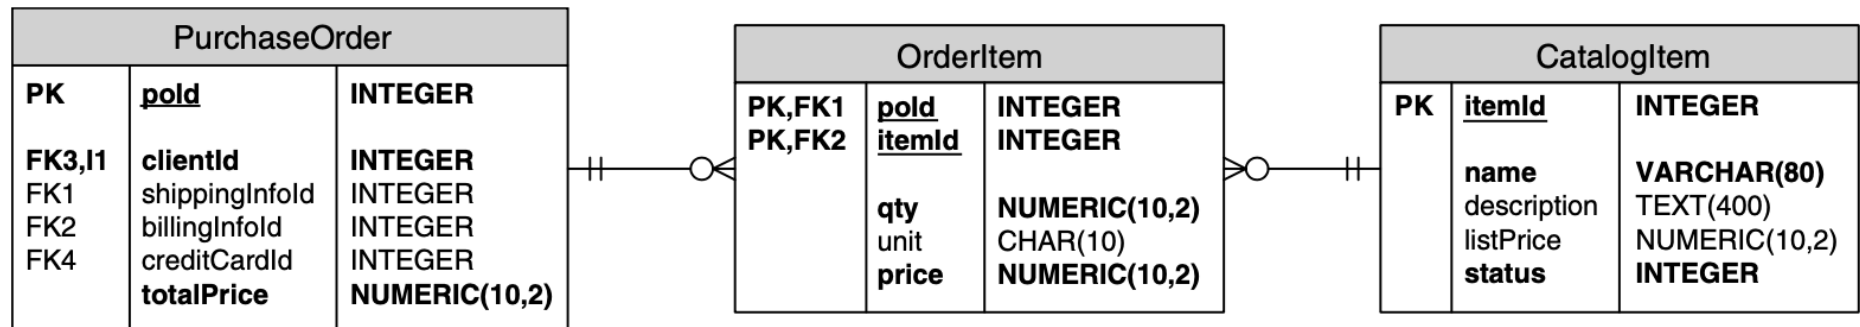 PurchaseOrder
PK poId INTEGER
FK3,I1 clientId INTEGER
FK1 shippingInfoId INTEGER
FK2 billingInfoId INTEGER
FK4 creditCardId INTEGER
totalPrice NUMERIC(10,2)
OrderItem
PK,FK1 poId INTEGER
PK,FK2 itemId INTEGER
qty NUMERIC(10,2)
unit CHAR(10)
price NUMERIC(10,2)
CatalogItem
PK itemId INTEGER
name VARCHAR(80)
description TEXT(400)
listPrice NUMERIC(10,2)
status INTEGER